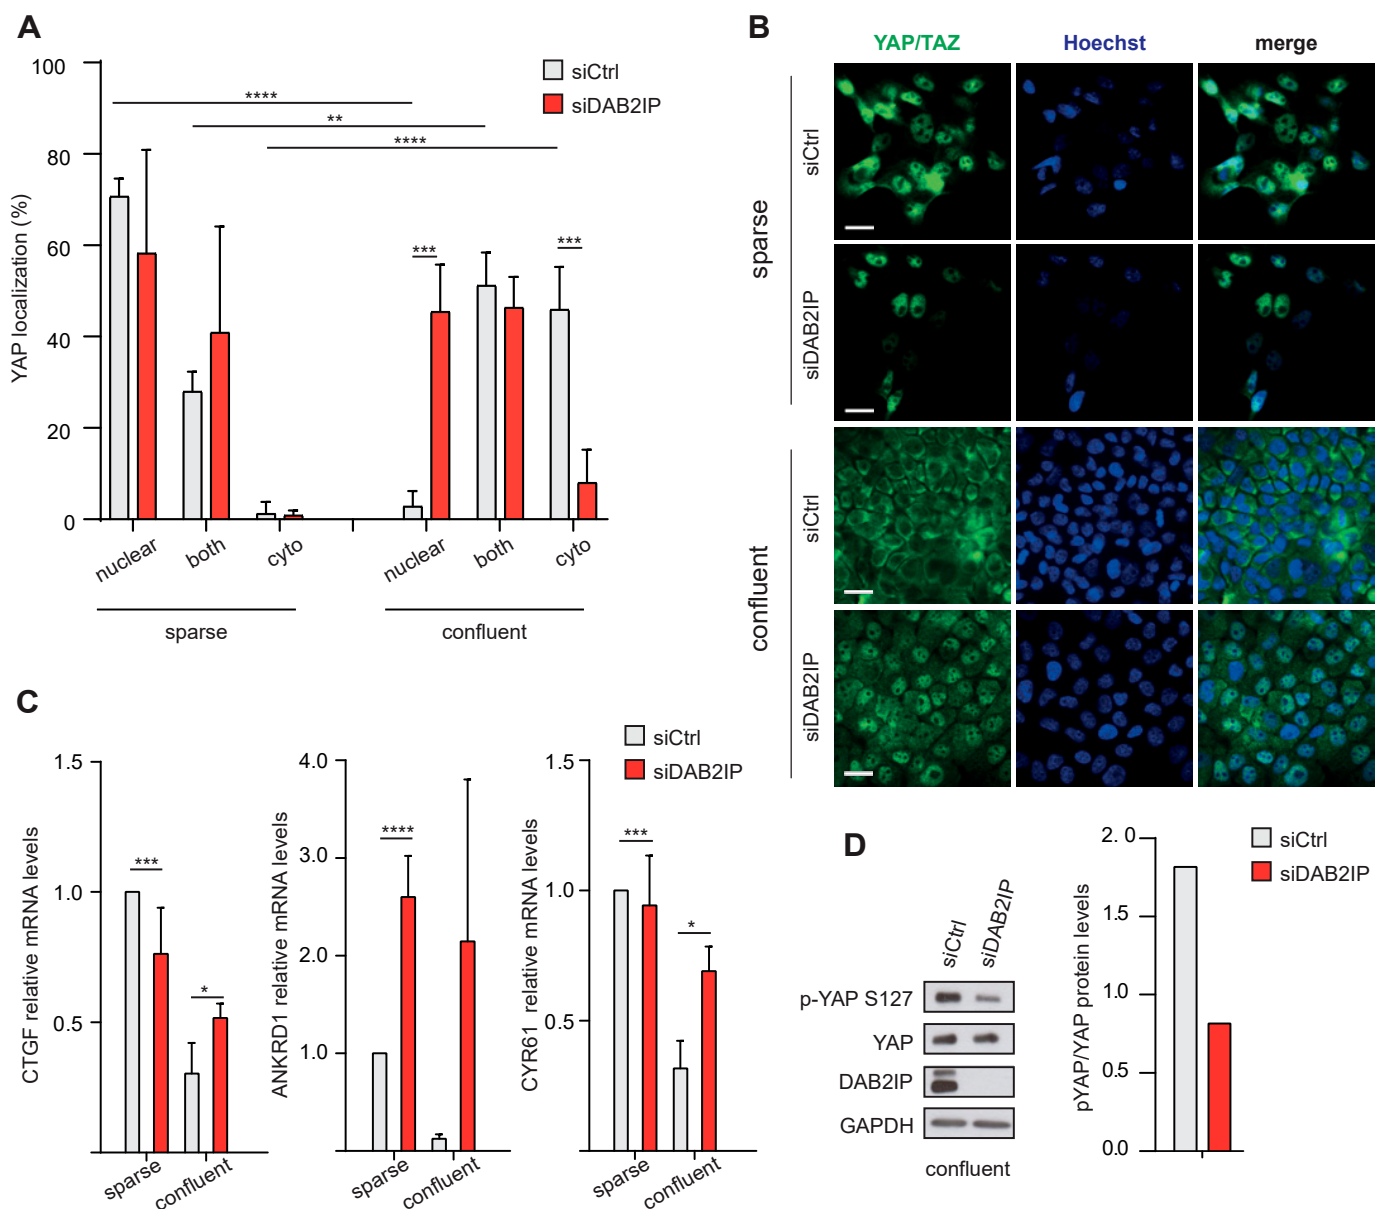 A
100
80
60
40
20
0
YAP localization (%)
siCtrl
siDAB2IP
****
**
****
***
***
nuclear
both
cyto
nuclear
both
cyto
sparse
confluent
B
YAP/TAZ
Hoechst
merge
sparse
siCtrl
siDAB2IP
confluent
siCtrl
siDAB2IP
C
siCtrl
siDAB2IP
CTGF relative mRNA levels
1.5
1.0
0.5
***
*
sparse
confluent
ANKRD1 relative mRNA levels
4.0
3.0
2.0
1.0
****
sparse
confluent
CYR61 relative mRNA levels
1.5
1.0
0.5
***
*
sparse
confluent
D
siCtrl
siDAB2IP
p-YAP S127
YAP
DAB2IP
GAPDH
confluent
pYAP/YAP protein levels
2.0
1.5
1.0
0.5
0.0
siCtrl
siDAB2IP